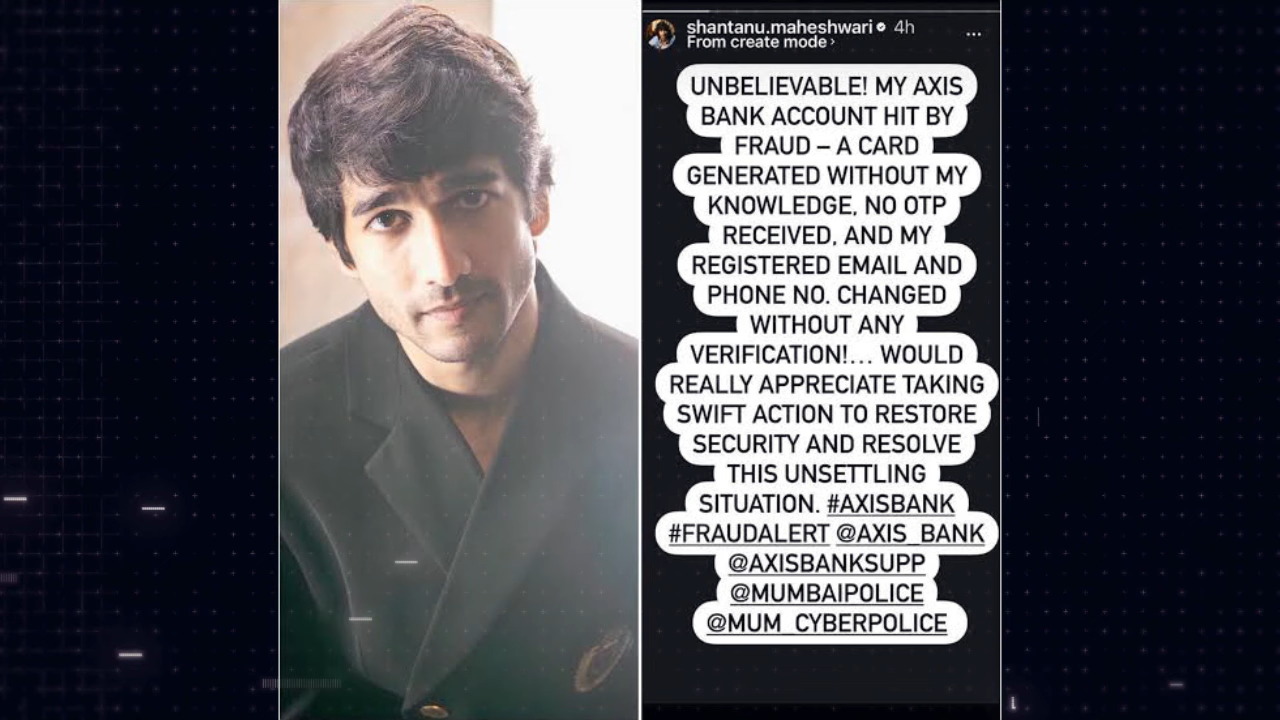 shantanu.maheshwari 4h
From create mode ›
UNBELIEVABLE! MY AXIS
BANK ACCOUNT HIT BY
FRAUD – A CARD
GENERATED WITHOUT MY
KNOWLEDGE, NO OTP
RECEIVED, AND MY
REGISTERED EMAIL AND
PHONE NO. CHANGED
WITHOUT ANY
VERIFICATION!... WOULD
REALLY APPRECIATE TAKING
SWIFT ACTION TO RESTORE
SECURITY AND RESOLVE
THIS UNSETTLING
SITUATION. #AXISBANK
#FRAUDALERT @AXIS_BANK
@AXISBANKSUPP
@MUMBAIPOLICE
@MUM_CYBERPOLICE